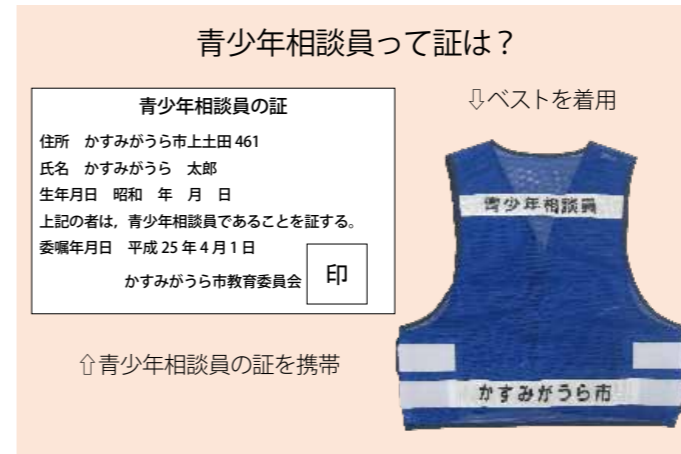 青少年相談員って証は？
青少年相談員の証
住所　かすみがうら市上土田 461
氏名　かすみがうら　太郎
生年月日　昭和　年　月　日
上記の者は，青少年相談員であることを証する。
委嘱年月日　平成 25 年 4 月 1 日
かすみがうら市教育委員会
印
⇧青少年相談員の証を携帯
⇩ベストを着用
青少年相談員
かすみがうら市